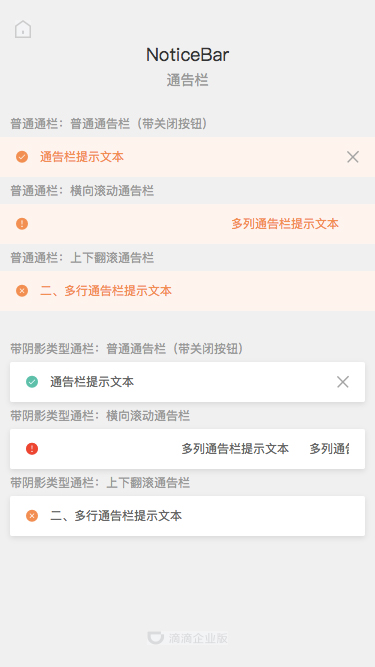 NoticeBar
通告栏
普通通栏：普通通告栏（带关闭按钮）
通告栏提示文本
普通通栏：横向滚动通告栏
多列通告栏提示文本
普通通栏：上下翻滚通告栏
二、多行通告栏提示文本
带阴影类型通栏：普通通告栏（带关闭按钮）
通告栏提示文本
带阴影类型通栏：横向滚动通告栏
多列通告栏提示文本 多列通告
带阴影类型通栏：上下翻滚通告栏
二、多行通告栏提示文本
滴滴企业版